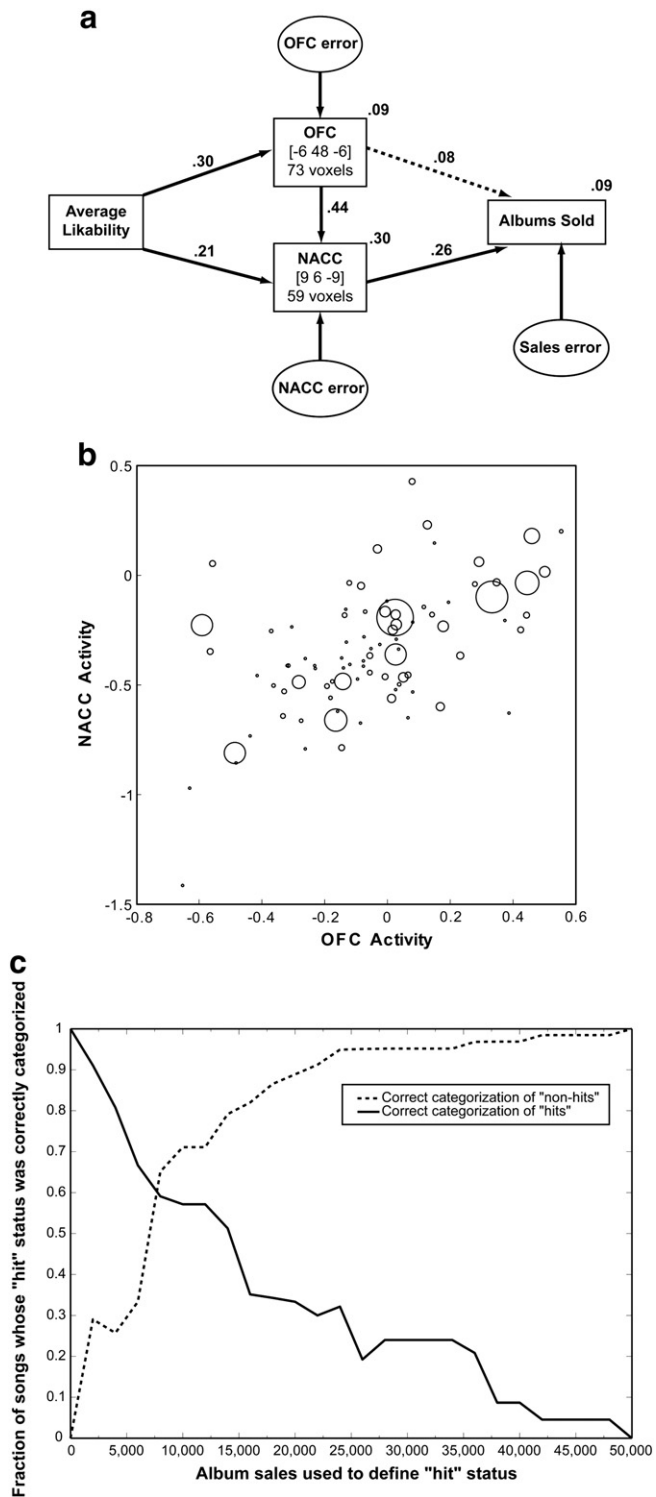 a
OFC error
.09
OFC
[-6 48 -6]
73 voxels
.30
.08
.09
Average
Likability
.44
Albums Sold
.21
.30
NACC
[9 6 -9]
59 voxels
.26
Sales error
NACC error
b
0.5
0
-0.5
-1
-1.5
NACC Activity
-0.8
-0.6
-0.4
-0.2
0
0.2
0.4
0.6
OFC Activity
c
Fraction of songs whose "hit" status was correctly categorized
1
0.9
0.8
0.7
0.6
0.5
0.4
0.3
0.2
0.1
0
Correct categorization of "non-hits"
Correct categorization of "hits"
0
5,000
10,000
15,000
20,000
25,000
30,000
35,000
40,000
45,000
50,000
Album sales used to define "hit" status